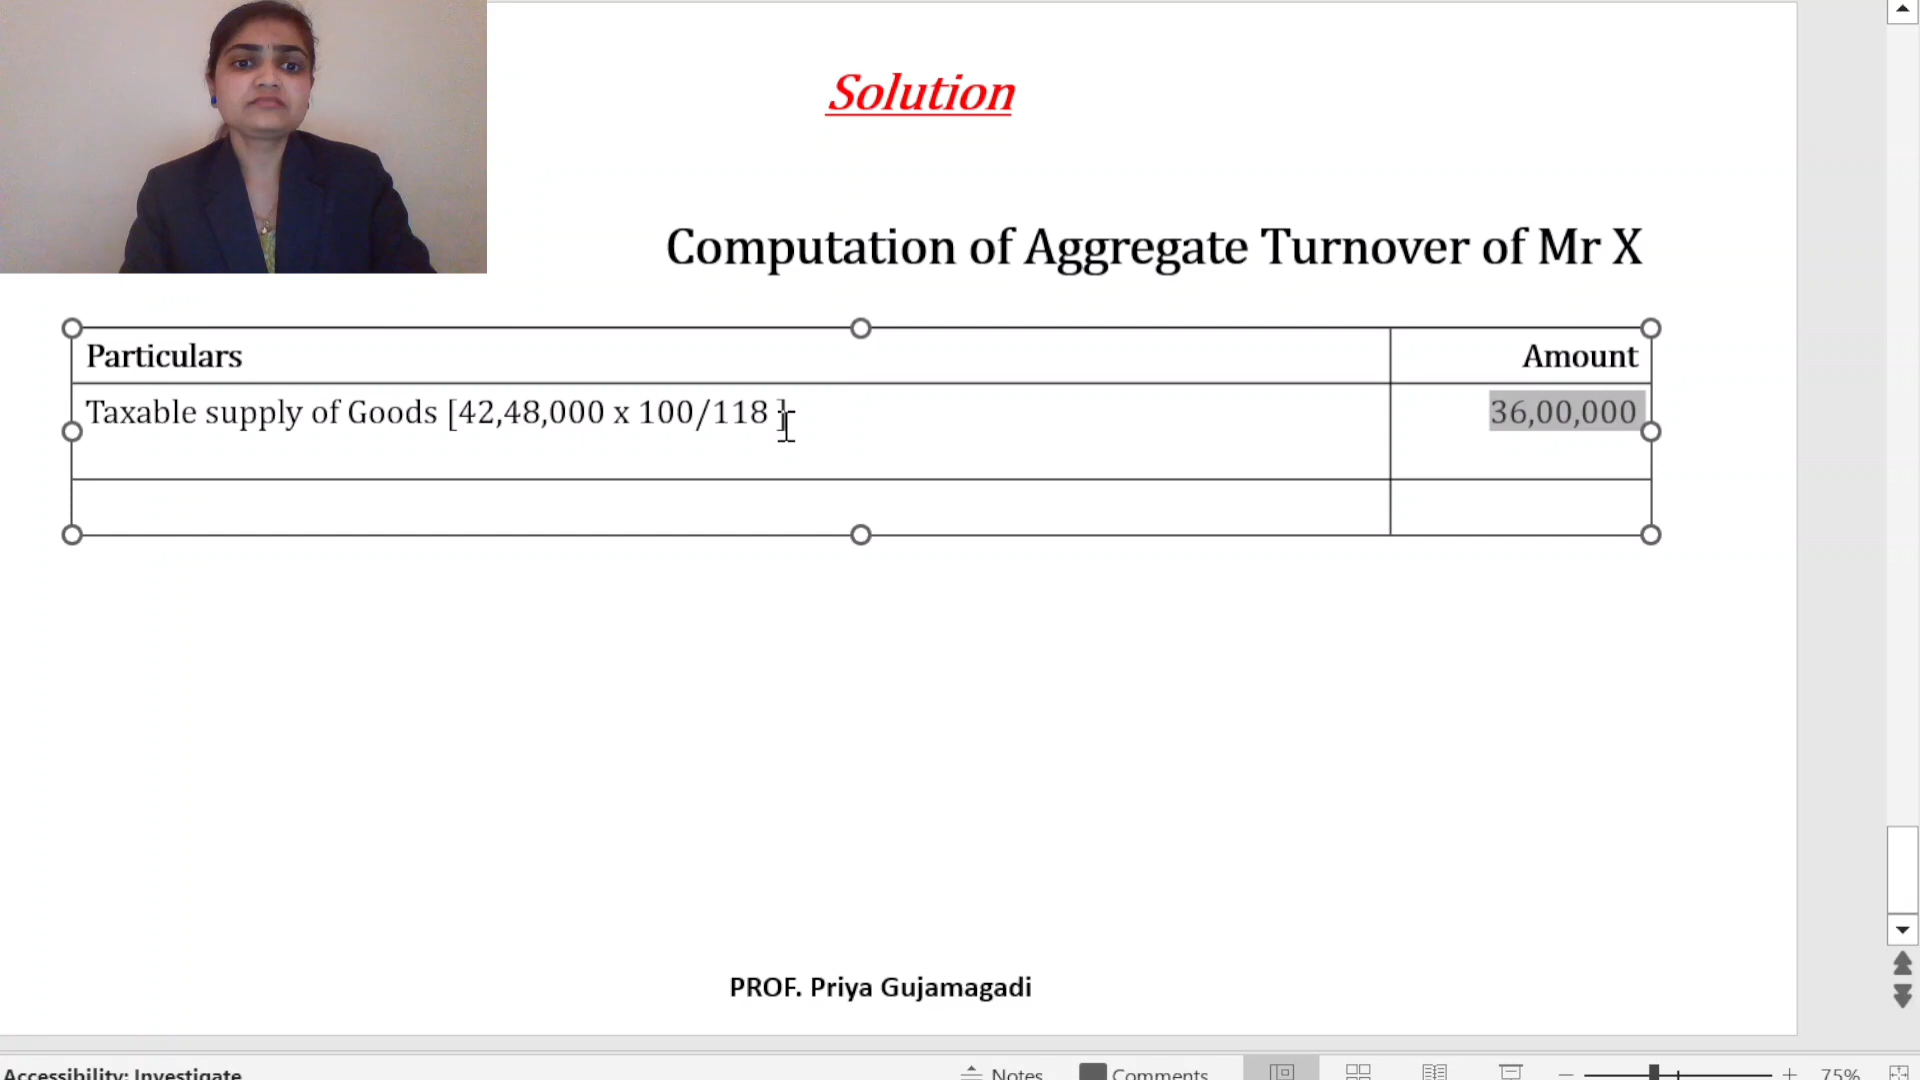 Solution
Computation of Aggregate Turnover of Mr X
Particulars Amount
Taxable supply of Goods [42,48,000 x 100/118 ] 36,00,000
PROF. Priya Gujamagadi
Accessibility: Investigate Notes Comments 75%